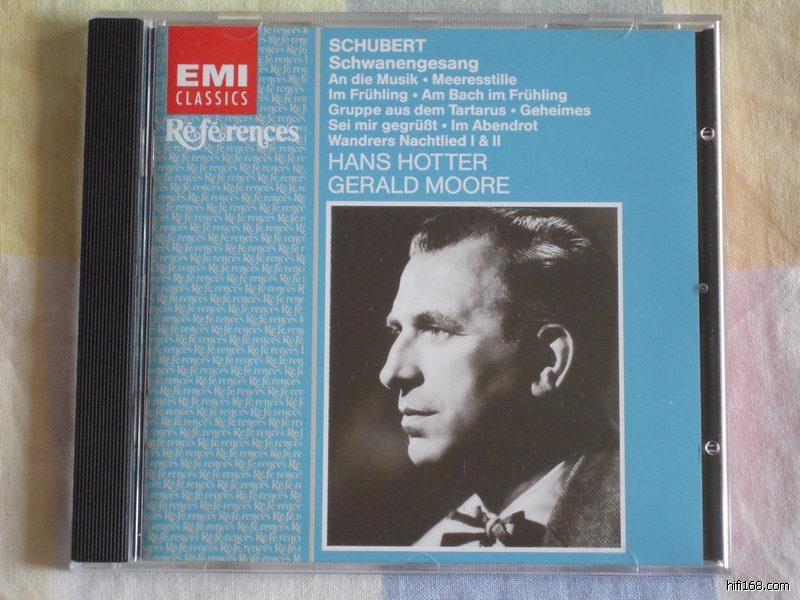 EMI
CLASSICS
Références
SCHUBERT
Schwanengesang
An die Musik • Meeresstille
Im Frühling • Am Bach im Frühling
Gruppe aus dem Tartarus • Geheimes
Sei mir gegrüßt • Im Abendrot
Wandrers Nachtlied I & II
HANS HOTTER
GERALD MOORE
hifi168.com